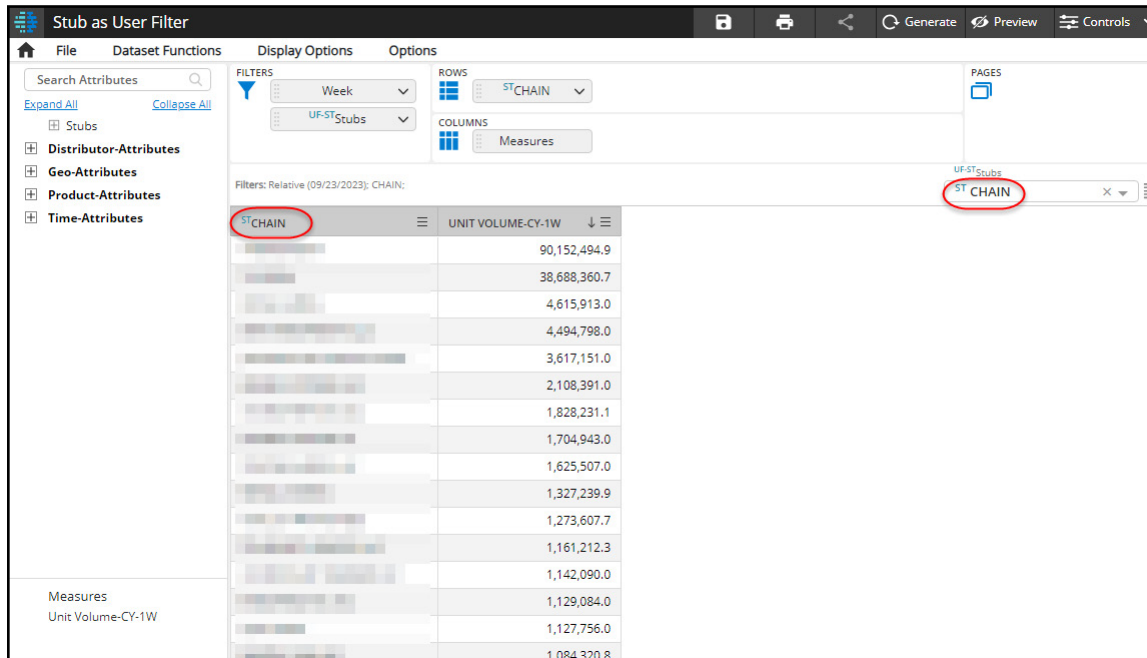 Stub as User Filter
Generate
Preview
Controls
File Dataset Functions Display Options Options
Search Attributes
Expand All Collapse All
Stubs
Distributor-Attributes
Geo-Attributes
Product-Attributes
Time-Attributes
FILTERS
Week
UF-STStubs
ROWS
STCHAIN
COLUMNS
Measures
PAGES
Filters: Relative (09/23/2023); CHAIN;
UF-STStubs
ST CHAIN
STCHAIN UNIT VOLUME-CY-1W
90,152,494.9
38,688,360.7
4,615,913.0
4,494,798.0
3,617,151.0
2,108,391.0
1,828,231.1
1,704,943.0
1,625,507.0
1,327,239.9
1,273,607.7
1,161,212.3
1,142,090.0
1,129,084.0
1,127,756.0
1,084,320.8
Measures
Unit Volume-CY-1W